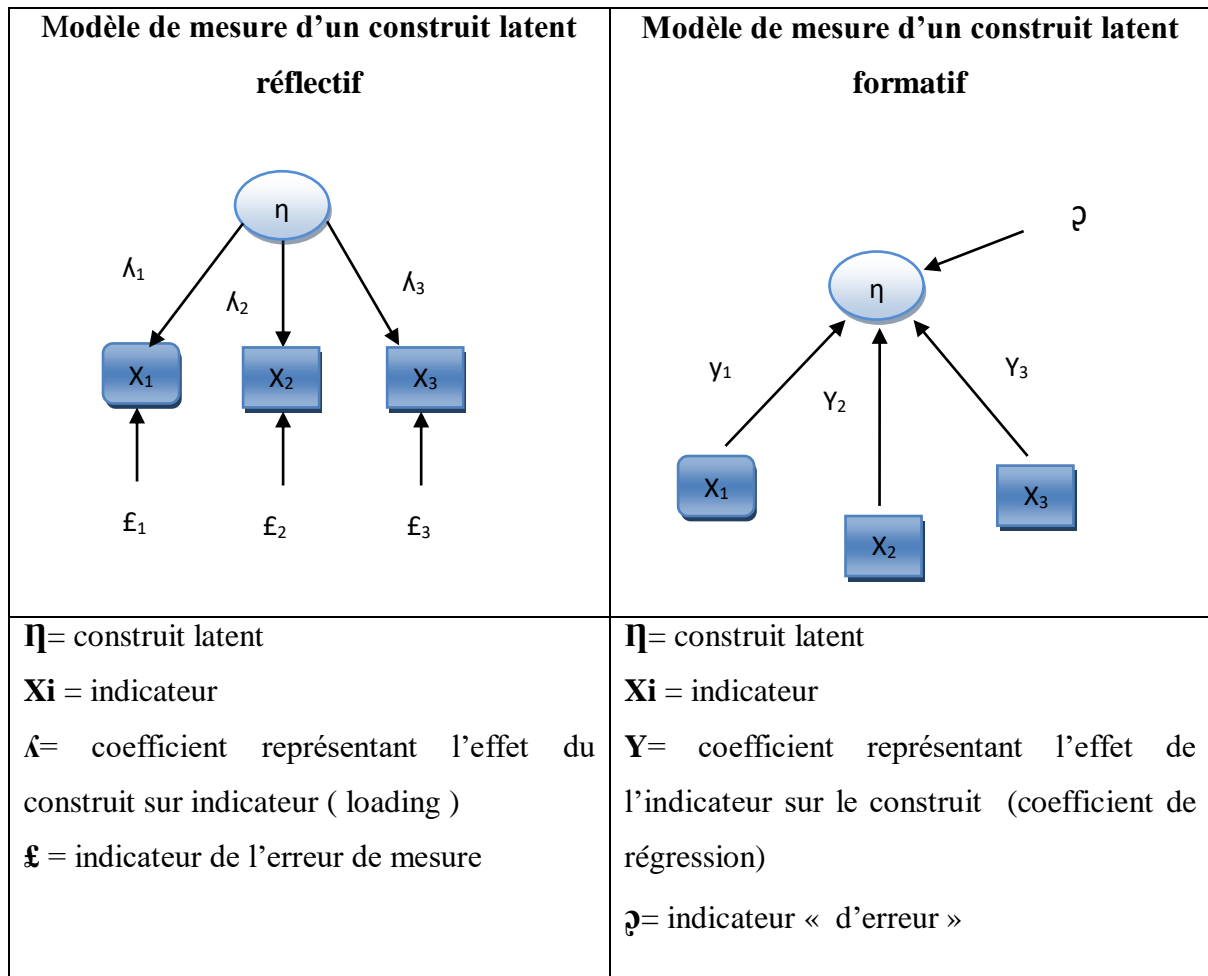 Modèle de mesure d’un construit latent
réflectif
η
ʎ1
ʎ2
ʎ3
X1
X2
X3
£1
£2
£3
Modèle de mesure d’un construit latent
formatif
ϱ
η
y1
Y2
Y3
X1
X2
X3
Ƞ= construit latent
Xi = indicateur
ʎ= coefficient représentant l’effet du
construit sur indicateur ( loading )
£ = indicateur de l’erreur de mesure
Ƞ= construit latent
Xi = indicateur
Y= coefficient représentant l’effet de
l’indicateur sur le construit (coefficient de
régression)
ϱ= indicateur « d’erreur »